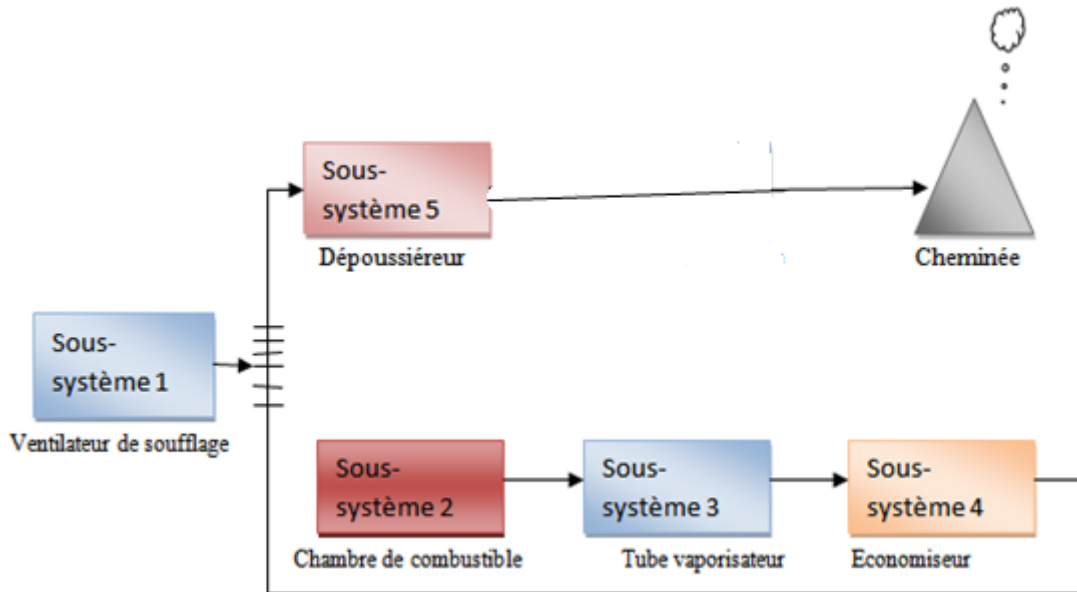 Sous-
système 5
Dépoussiéreur
Cheminée
Sous-
système 1
Ventilateur de soufflage
Sous-
système 2
Chambre de combustible
Sous-
système 3
Tube vaporisateur
Sous-
système 4
Economiseur